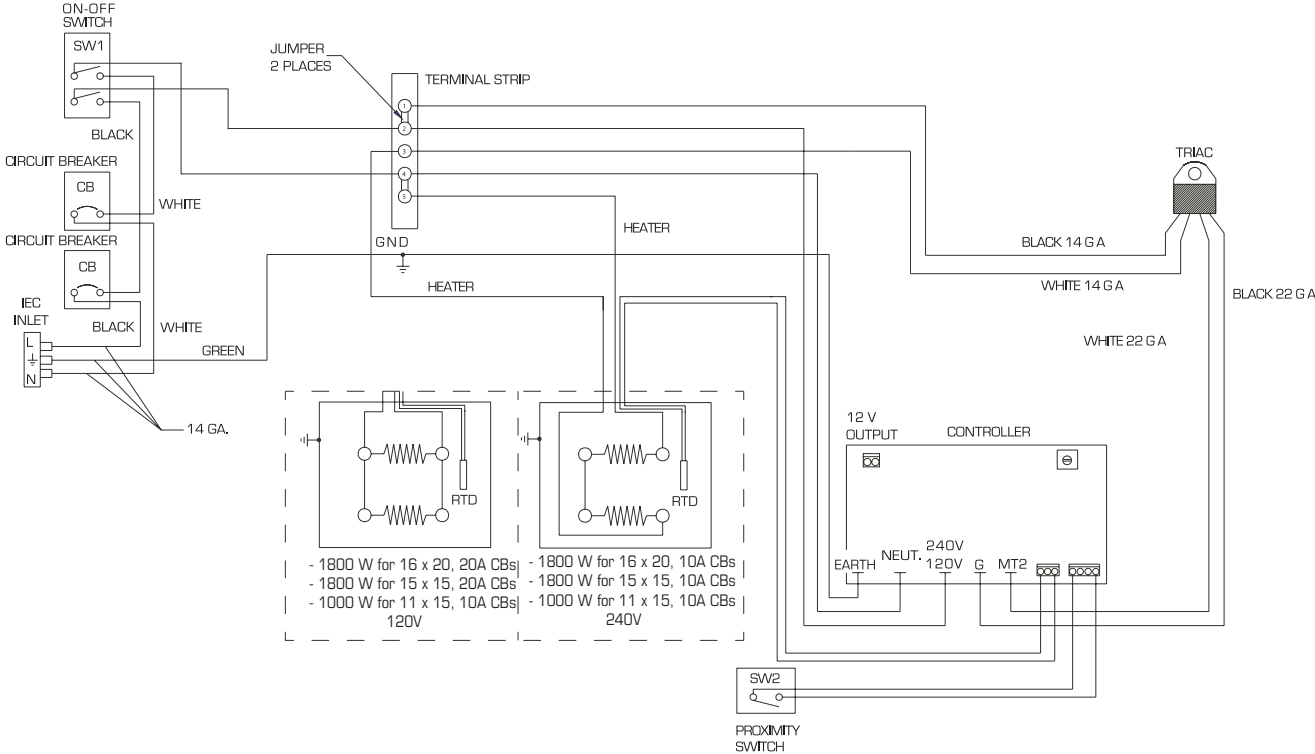 ON-OFF
SWITCH
SW1
BLACK
CIRCUIT BREAKER
CB
WHITE
CIRCUIT BREAKER
CB
IEC
INLET
L
N
BLACK
WHITE
GREEN
14 GA.
JUMPER
2 PLACES
TERMINAL STRIP
1
2
3
4
5
GND
HEATER
HEATER
TRIAC
BLACK 14 GA
WHITE 14 GA
BLACK 22 GA
WHITE 22 GA
RTD
- 1800 W for 16 x 20, 20A CBs
- 1800 W for 15 x 15, 20A CBs
- 1000 W for 11 x 15, 10A CBs
120V
RTD
- 1800 W for 16 x 20, 10A CBs
- 1800 W for 15 x 15, 10A CBs
- 1000 W for 11 x 15, 10A CBs
240V
12 V
OUTPUT
CONTROLLER
EARTH
NEUT.
240V
120V
G
MT2
SW2
PROXIMITY
SWITCH